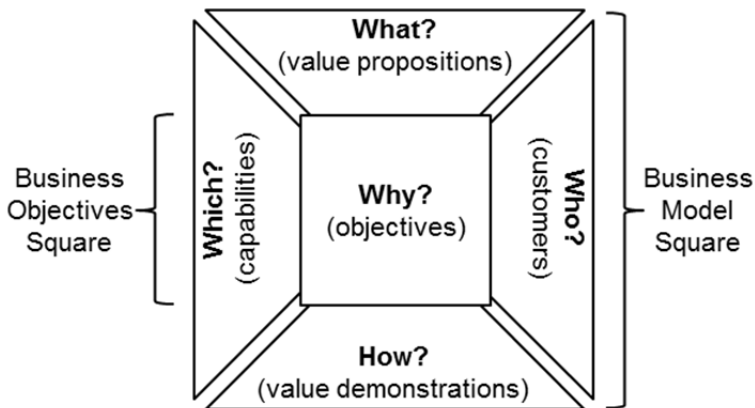 What?
(value propositions)
Business
Objectives
Square
Which?
(capabilities)
Why?
(objectives)
Who?
(customers)
Business
Model
Square
How?
(value demonstrations)